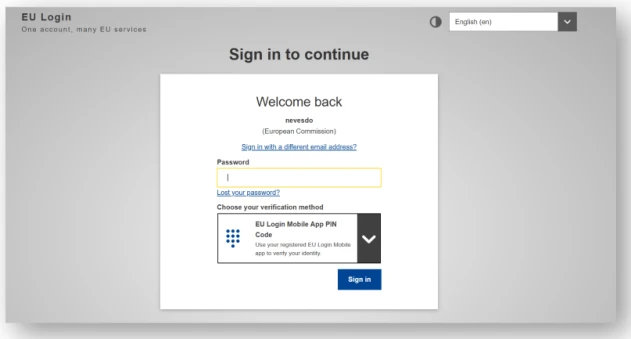 EU Login
One account, many EU services
English (en)
Sign in to continue
Welcome back
nevesdo
(European Commission)
Sign in with a different email address?
Password
Lost your password?
Choose your verification method
EU Login Mobile App PIN
Code
Use your registered EU Login Mobile
app to verify your identity.
Sign in